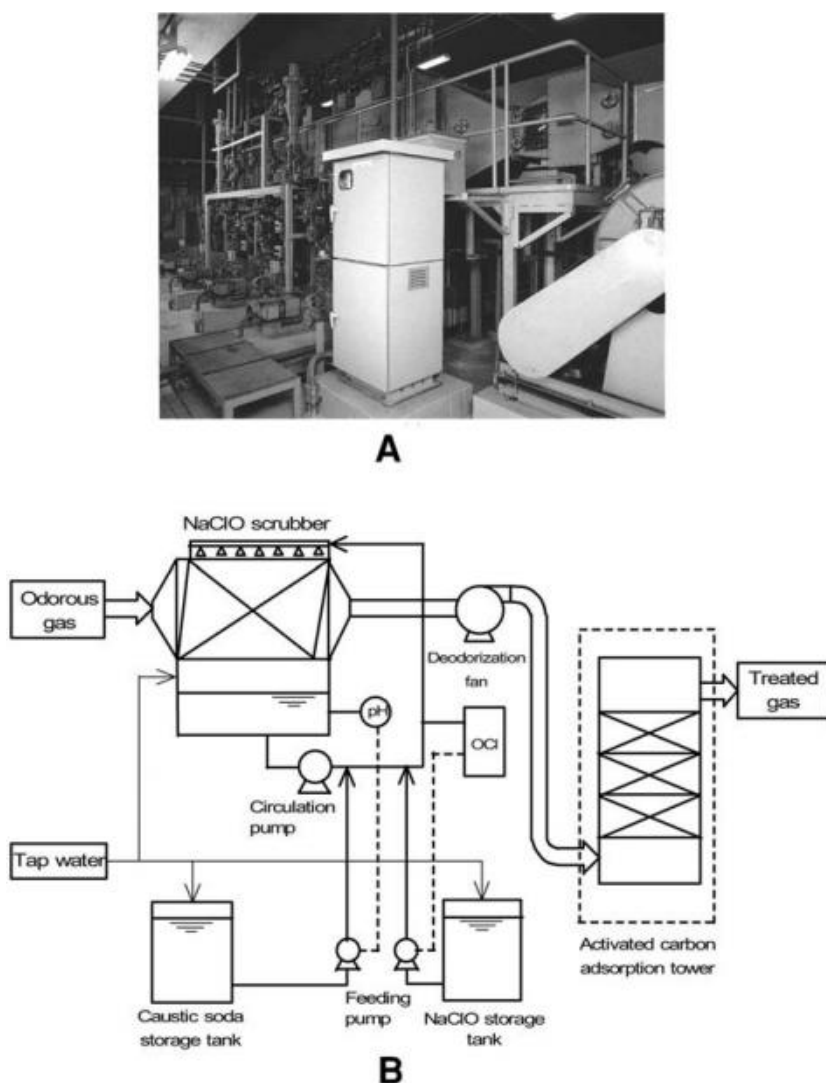 A
NaClO scrubber
Odorous
gas
Deodorization
fan
Treated
gas
pH
OCl
Circulation
pump
Tap water
Activated carbon
adsorption tower
Feeding
pump
Caustic soda
storage tank
NaClO storage
tank
B